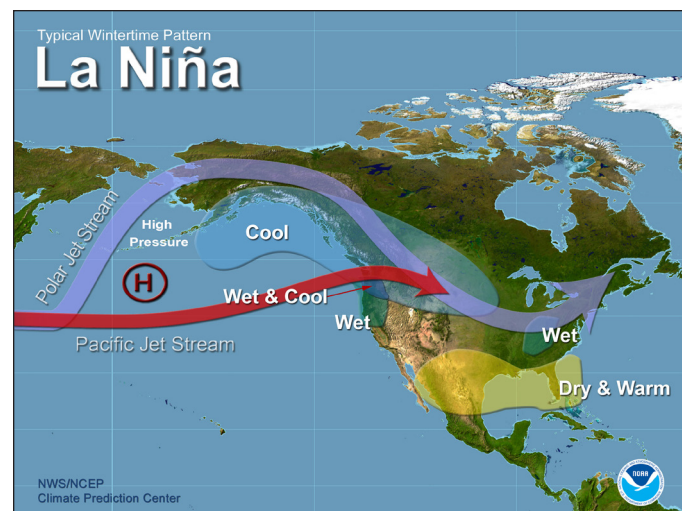 Typical Wintertime Pattern
La Niña
Polar Jet Stream
High
Pressure
H
Cool
Wet & Cool
Wet
Pacific Jet Stream
Wet
Dry & Warm
NWS/NCEP
Climate Prediction Center
NOAA